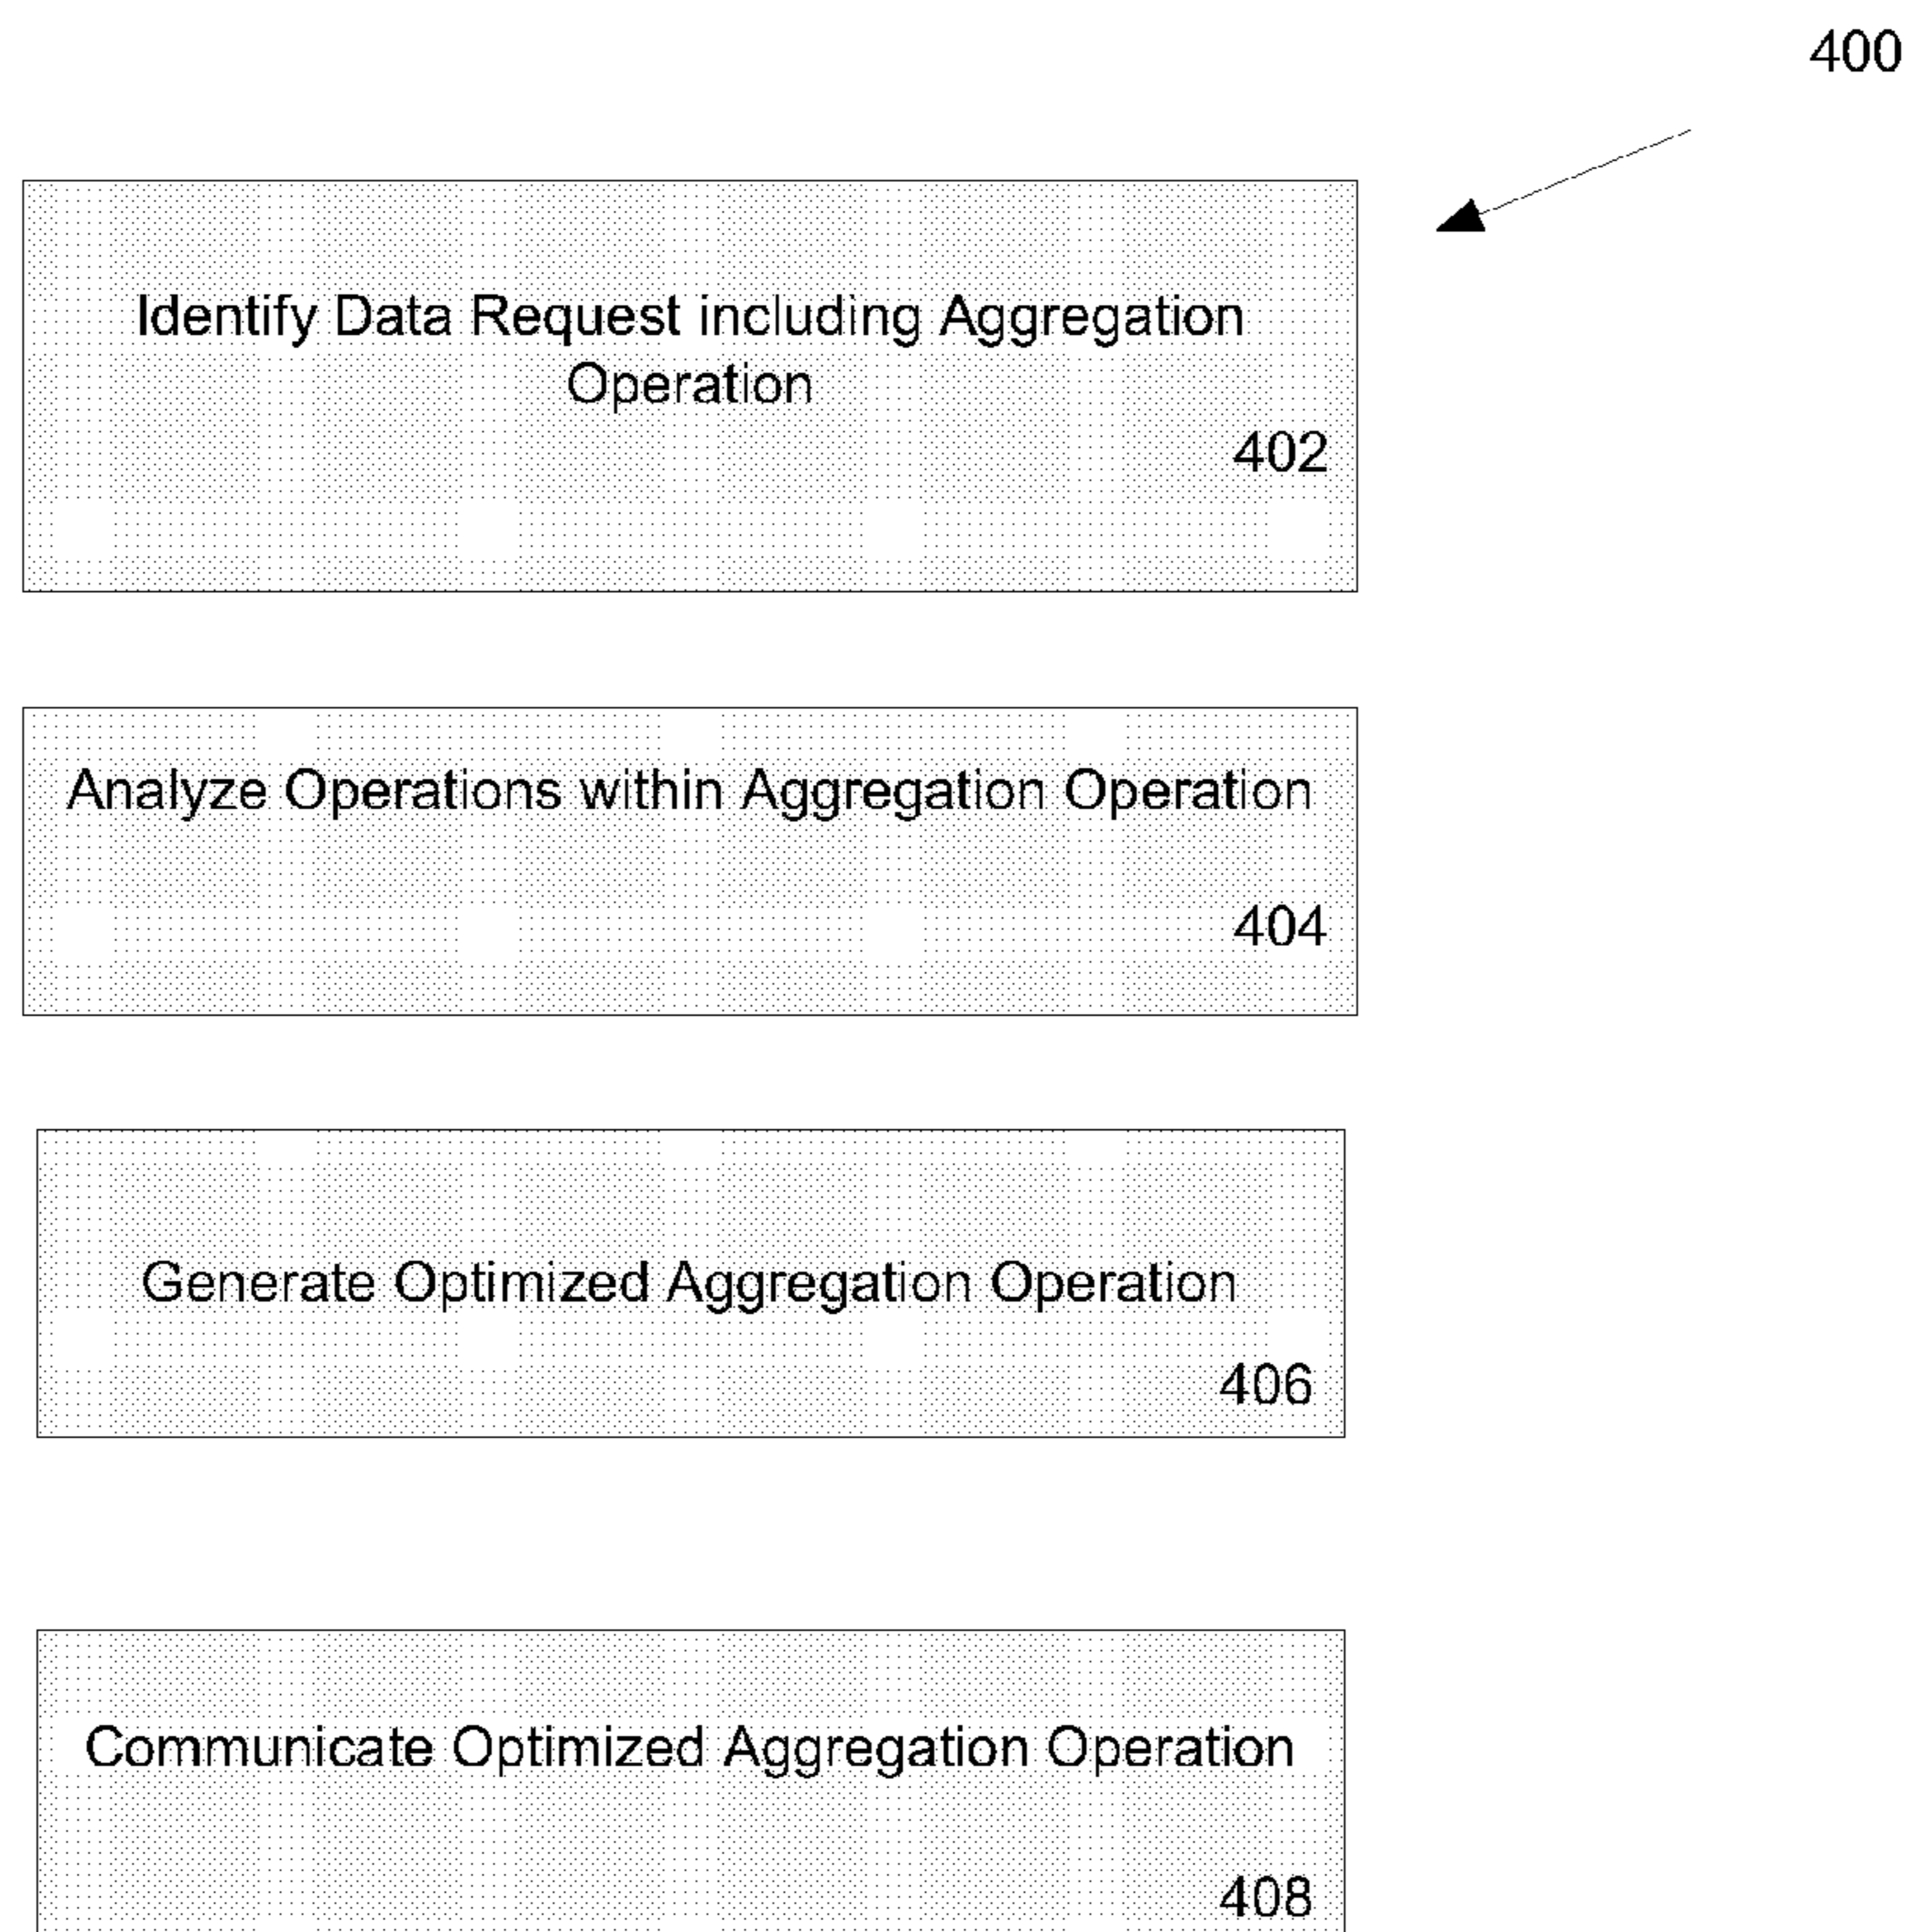 400
Identify Data Request including Aggregation
Operation
402
Analyze Operations within Aggregation Operation
404
Generate Optimized Aggregation Operation
406
Communicate Optimized Aggregation Operation
408